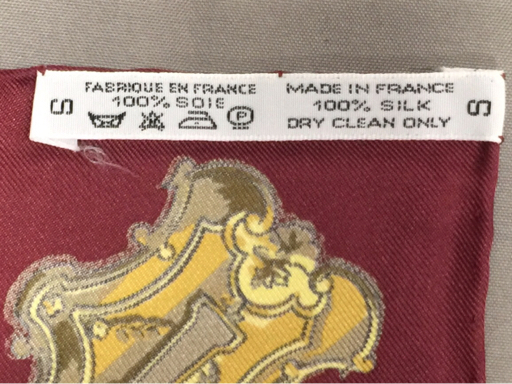 S
FABRIQUE EN FRANCE
100% SOIE
P
MADE IN FRANCE
100% SILK
DRY CLEAN ONLY
S